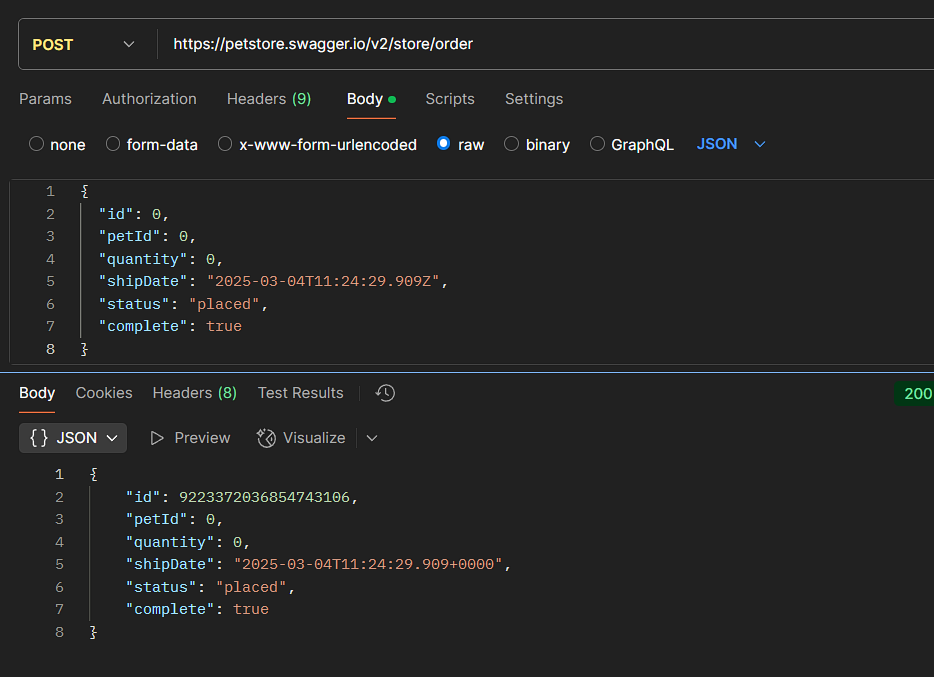 POST https://petstore.swagger.io/v2/store/order
Params Authorization Headers (9) Body Scripts Settings
none form-data x-www-form-urlencoded raw binary GraphQL JSON
1 {
2 "id": 0,
3 "petId": 0,
4 "quantity": 0,
5 "shipDate": "2025-03-04T11:24:29.909Z",
6 "status": "placed",
7 "complete": true
8 }
Body Cookies Headers (8) Test Results 200
{} JSON Preview Visualize
1 {
2 "id": 9223372036854743106,
3 "petId": 0,
4 "quantity": 0,
5 "shipDate": "2025-03-04T11:24:29.909+0000",
6 "status": "placed",
7 "complete": true
8 }